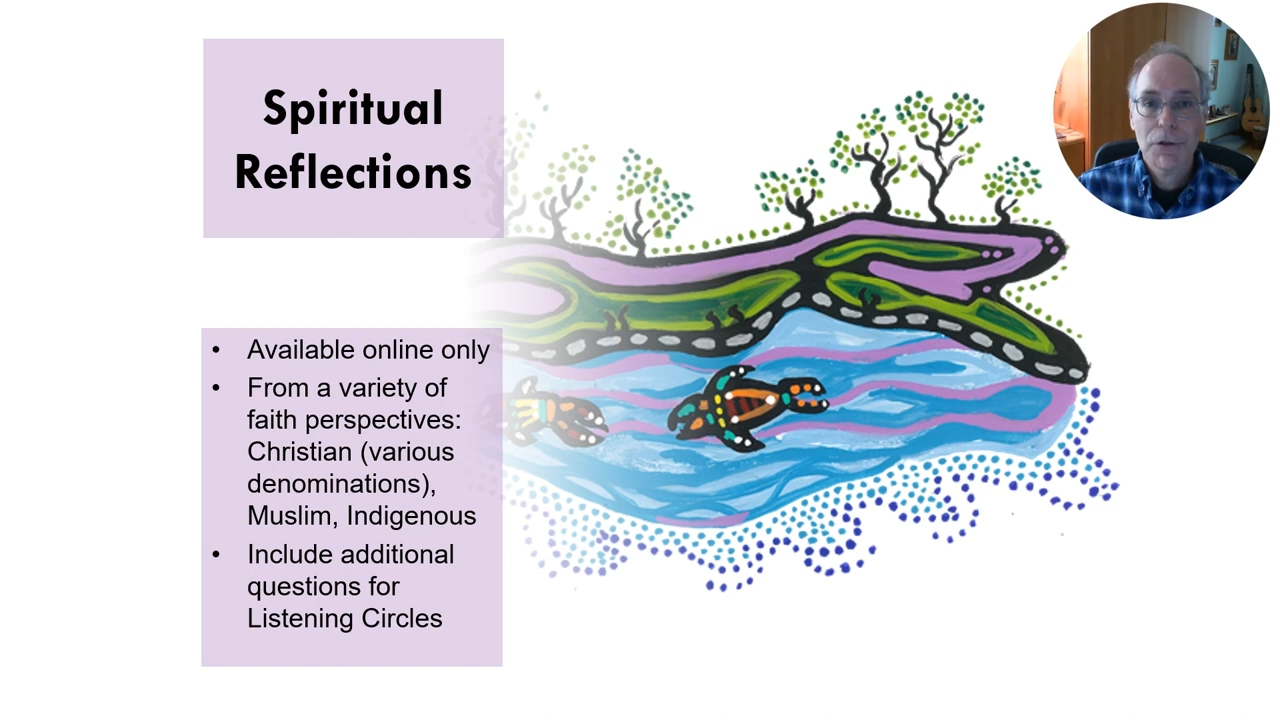 Spiritual
Reflections
• Available online only
• From a variety of
faith perspectives:
Christian (various
denominations),
Muslim, Indigenous
• Include additional
questions for
Listening Circles